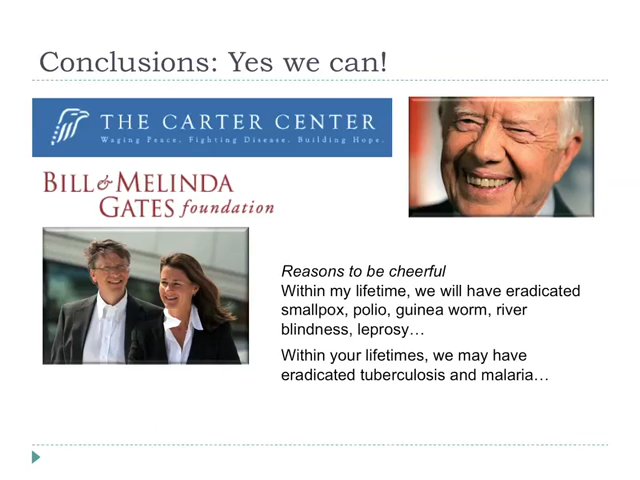 Conclusions: Yes we can!
THE CARTER CENTER
Waging Peace. Fighting Disease. Building Hope.
BILL & MELINDA
GATES foundation
Reasons to be cheerful
Within my lifetime, we will have eradicated
smallpox, polio, guinea worm, river
blindness, leprosy…
Within your lifetimes, we may have
eradicated tuberculosis and malaria…